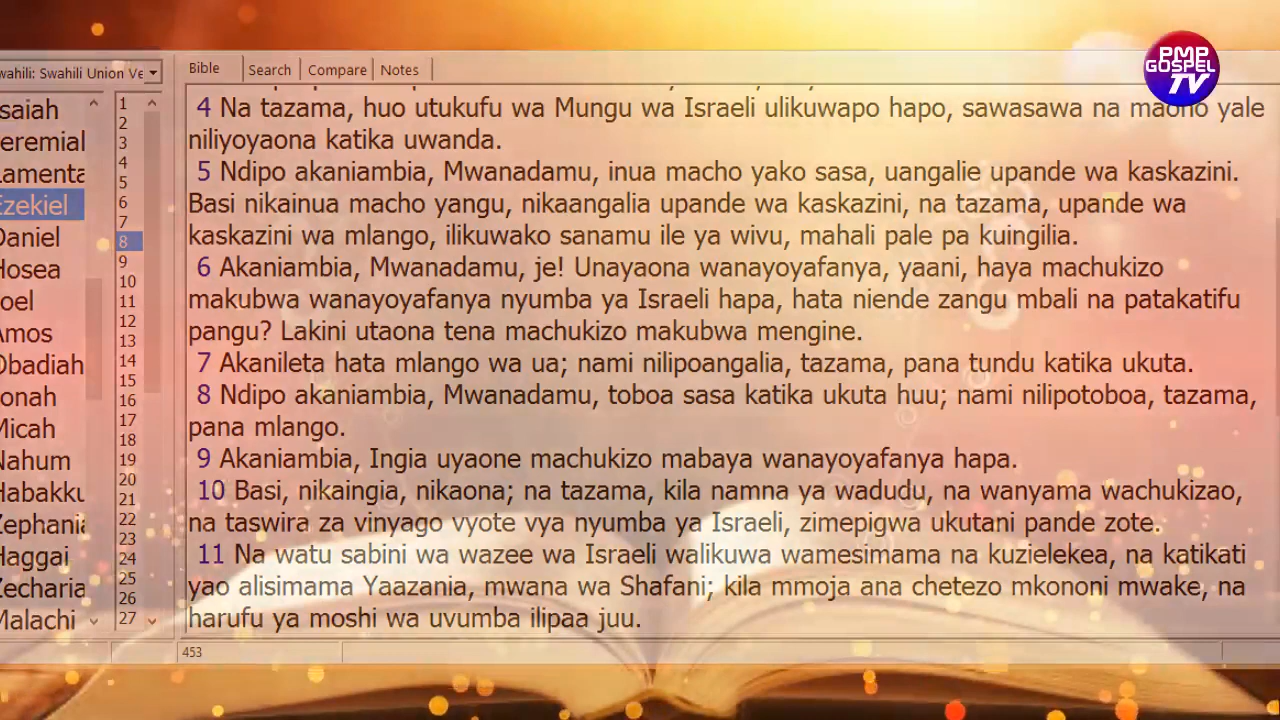 PMP
GOSPEL
TV
Bible
Search
Compare
Notes
wahili: Swahili Union Ve
saiah
eremial
Lamenta
Ezekiel
Daniel
Hosea
oel
Amos
Obadiah
onah
Micah
Nahum
Habakku
Zephania
Haggai
Zecharia
Malachi
1
2
3
4
5
6
7
8
9
10
11
12
13
14
15
16
17
18
19
20
21
22
23
24
25
26
27
4 Na tazama, huo utukufu wa Mungu wa Israeli ulikuwapo hapo, sawasawa na maono yale
niliyoyaona katika uwanda.
5 Ndipo akaniambia, Mwanadamu, inua macho yako sasa, uangalie upande wa kaskazini.
Basi nikainua macho yangu, nikaangalia upande wa kaskazini, na tazama, upande wa
kaskazini wa mlango, ilikuwako sanamu ile ya wivu, mahali pale pa kuingilia.
6 Akaniambia, Mwanadamu, je! Unayaona wanayoyafanya, yaani, haya machukizo
makubwa wanayoyafanya nyumba ya Israeli hapa, hata niende zangu mbali na patakatifu
pangu? Lakini utaona tena machukizo makubwa mengine.
7 Akanileta hata mlango wa ua; nami nilipoangalia, tazama, pana tundu katika ukuta.
8 Ndipo akaniambia, Mwanadamu, toboa sasa katika ukuta huu; nami nilipotoboa, tazama,
pana mlango.
9 Akaniambia, Ingia uyaone machukizo mabaya wanayoyafanya hapa.
10 Basi, nikaingia, nikaona; na tazama, kila namna ya wadudu, na wanyama wachukizao,
na taswira za vinyago vyote vya nyumba ya Israeli, zimepigwa ukutani pande zote.
11 Na watu sabini wa wazee wa Israeli walikuwa wamesimama na kuzielekea, na katikati
yao alisimama Yaazania, mwana wa Shafani; kila mmoja ana chetezo mkononi mwake, na
harufu ya moshi wa uvumba ilipaa juu.
453